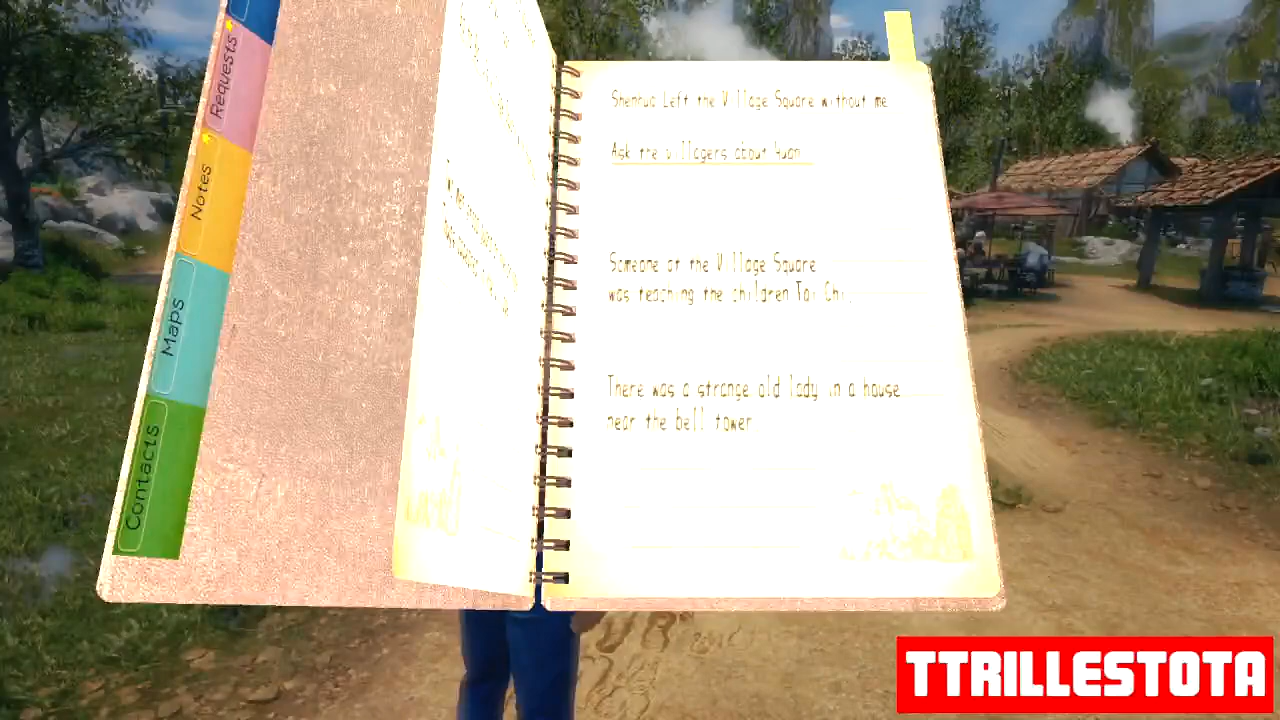 Requests
Notes
Maps
Contacts
Shenhua Left the Village Square without me
Ask the villagers about Yuan
Someone at the Village Square
was teaching the children Tai Chi.
There was a strange old lady in a house
near the bell tower
TTRILLESTOTA